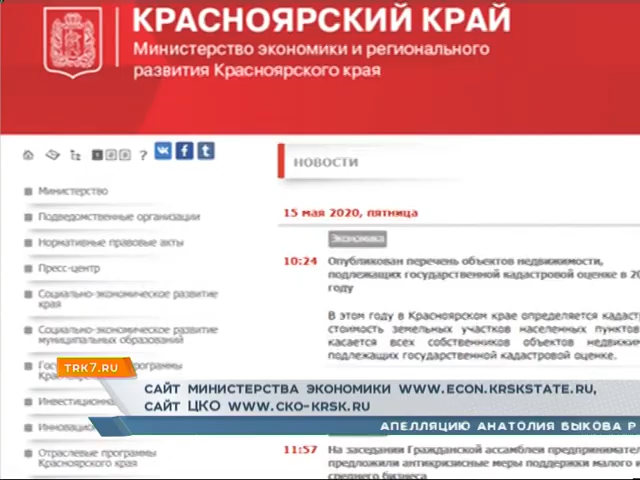 КРАСНОЯРСКИЙ КРАЙ
Министерство экономики и регионального
развития Красноярского края
НОВОСТИ
Министерство
Подведомственные организации
Нормативные правовые акты
Пресс-центр
Социально-экономическое развитие
края
Социально-экономическое развитие
муниципальных образований
программы
Инвестиционна
Инновацион
Отраслевые программы
Красноярского края
15 мая 2020, пятница
Экономика
10:24 Опубликован перечень объектов недвижимости,
подлежащих государственной кадастровой оценке в 20
году
В этом году в Красноярском крае определяется кадаст
стоимость земельных участков населенных пунктов
касается всех собственников объектов недвижим
подлежащих государственной кадастровой оценке.
TRK7.RU
САЙТ МИНИСТЕРСТВА ЭКОНОМИКИ WWW.ECON.KRSKSTATE.RU,
САЙТ ЦКО WWW.CKO-KRSK.RU
АПЕЛЛЯЦИЮ АНАТОЛИЯ БЫКОВА Р
11:57 На заседании Гражданской ассамблеи предпринимател
предложили антикризисные меры поддержки малого и
среднего бизнеса